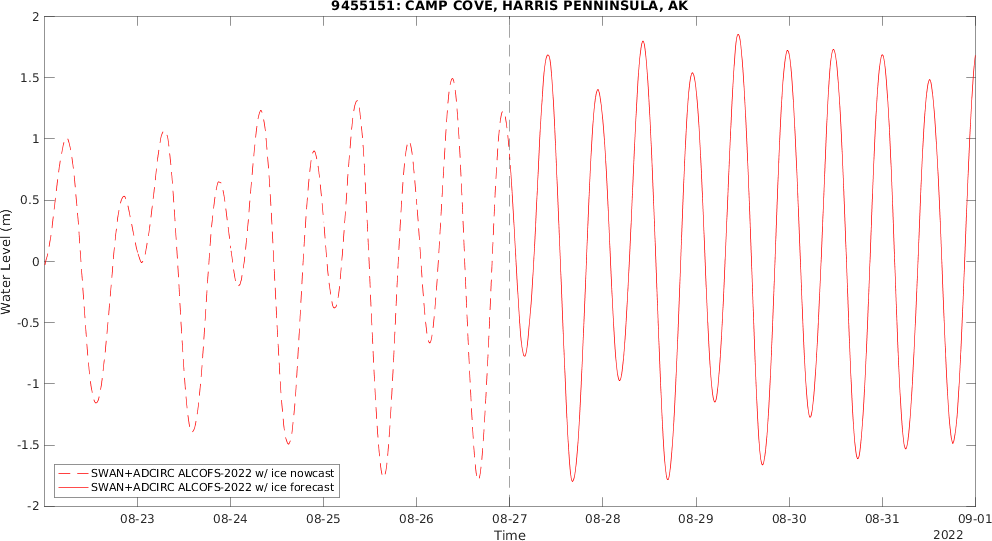 9455151: CAMP COVE, HARRIS PENNINSULA, AK
2
1.5
1
0.5
0
-0.5
-1
-1.5
-2
Water Level (m)
SWAN+ADCIRC ALCOFS-2022 w/ ice nowcast
SWAN+ADCIRC ALCOFS-2022 w/ ice forecast
08-23 08-24 08-25 08-26 08-27 08-28 08-29 08-30 08-31 09-01
Time
2022